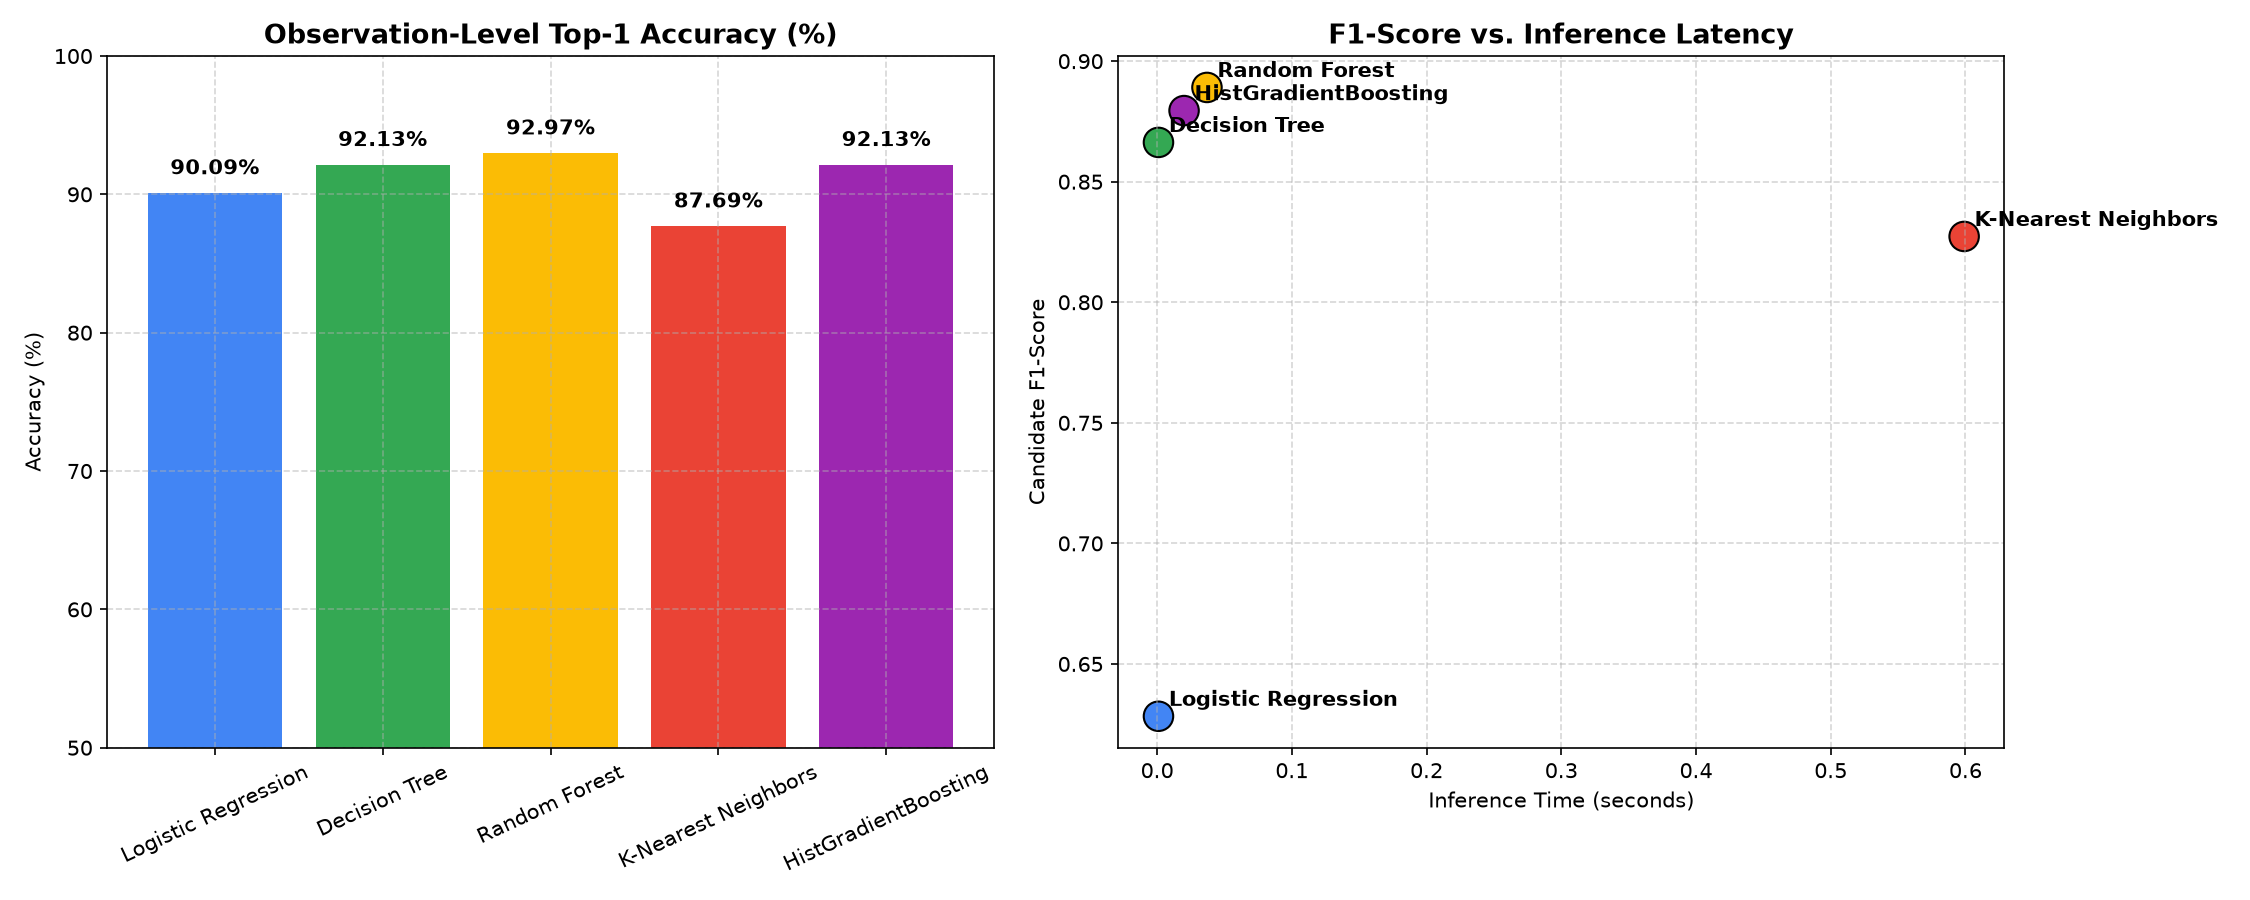 Observation-Level Top-1 Accuracy (%)
100
90
80
70
60
50
Accuracy (%)
90.09%
92.13%
92.97%
87.69%
92.13%
Logistic Regression
Decision Tree
Random Forest
K-Nearest Neighbors
HistGradientBoosting
F1-Score vs. Inference Latency
0.90
0.85
0.80
0.75
0.70
0.65
Candidate F1-Score
Random Forest
HistGradientBoosting
Decision Tree
K-Nearest Neighbors
Logistic Regression
0.0
0.1
0.2
0.3
0.4
0.5
0.6
Inference Time (seconds)